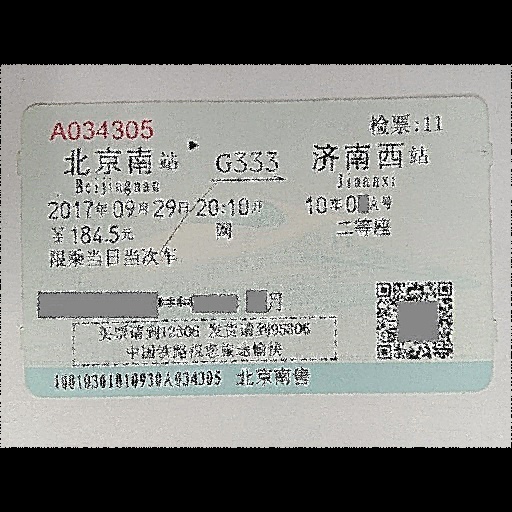 A034305 检票:11
北京南站 G333 济南西站
Beijingnan Jinanxi
2017年09月29日20:10开 10车0 A号
￥184.5元 网 二等座
限乘当日当次车
买票请到12306 发货请到95306
中国铁路祝您旅途愉快
10010301010930A034305 北京南售